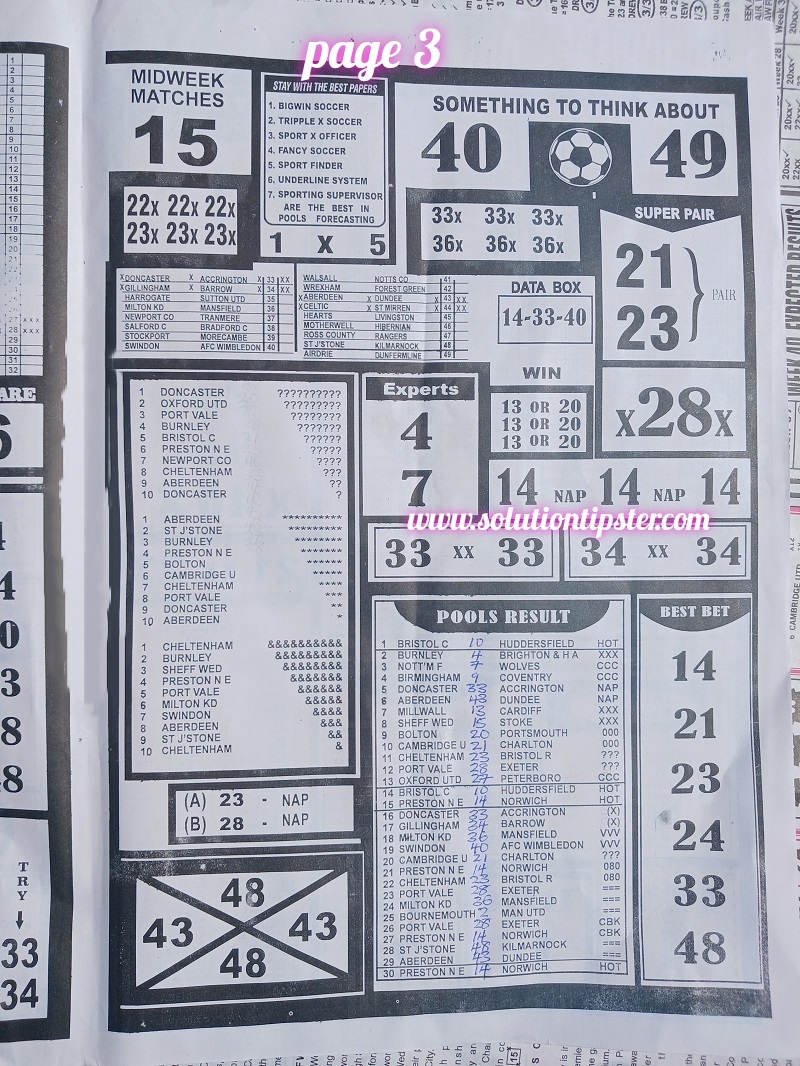 page 3
MIDWEEK
MATCHES
15
22x 22x 22x
23x 23x 23x
STAY WITH THE BEST PAPERS
1. BIGWIN SOCCER
2. TRIPPLE X SOCCER
3. SPORT X OFFICER
4. FANCY SOCCER
5. SPORT FINDER
6. UNDERLINE SYSTEM
7. SPORTING SUPERVISOR
ARE THE BEST IN
POOLS FORECASTING
1 X 5
SOMETHING TO THINK ABOUT
40 49
33x 33x 33x
36x 36x 36x
SUPER PAIR
21
23
PAIR
X DONCASTER X ACCRINGTON X 33 XX
X GILLINGHAM X BARROW X 34 XX
HARROGATE SUTTON UTD 35
MILTON KD MANSFIELD 36
NEWPORT CO TRANMERE 37
SALFORD C BRADFORD C 38
STOCKPORT MORECAMBE 39
SWINDON AFC WIMBLEDON 40
WALSALL NOTTS CO 41
WREXHAM FOREST GREEN 42
X ABERDEEN X DUNDEE X 43 XX
X CELTIC X ST MIRREN X 44 XX
HEARTS LIVINGSTON 45
MOTHERWELL HIBERNIAN 46
ROSS COUNTY RANGERS 47
ST J'STONE KILMARNOCK 48
AIRDRIE DUNFERMLINE 49
DATA BOX
14-33-40
WIN
13 OR 20
13 OR 20
13 OR 20
x28x
Experts
4
7
14 NAP 14 NAP 14
www.solutiontipster.com
33 xx 33
34 xx 34
1 DONCASTER ??????????
2 OXFORD UTD ?????????
3 PORT VALE ????????
4 BURNLEY ???????
5 BRISTOL C ??????
6 PRESTON N E ?????
7 NEWPORT CO ????
8 CHELTENHAM ???
9 ABERDEEN ??
10 DONCASTER ?
1 ABERDEEN **********
2 ST J'STONE *********
3 BURNLEY ********
4 PRESTON N E *******
5 BOLTON ******
6 CAMBRIDGE U *****
7 CHELTENHAM ****
8 PORT VALE ***
9 DONCASTER **
10 ABERDEEN *
1 CHELTENHAM &&&&&&&&&&
2 BURNLEY &&&&&&&&&
3 SHEFF WED &&&&&&&&
4 PRESTON N E &&&&&&&
5 PORT VALE &&&&&&
6 MILTON KD &&&&&
7 SWINDON &&&&
8 ABERDEEN &&&
9 ST J'STONE &&
10 CHELTENHAM &
(A) 23 - NAP
(B) 28 - NAP
48
43 43
48
POOLS RESULT
1 BRISTOL C 10 HUDDERSFIELD HOT
2 BURNLEY 4 BRIGHTON & H A XXX
3 NOTT'M F 7 WOLVES CCC
4 BIRMINGHAM 9 COVENTRY CCC
5 DONCASTER 33 ACCRINGTON NAP
6 ABERDEEN 43 DUNDEE NAP
7 MILLWALL 13 CARDIFF XXX
8 SHEFF WED 15 STOKE XXX
9 BOLTON 20 PORTSMOUTH 000
10 CAMBRIDGE U 21 CHARLTON 000
11 CHELTENHAM 23 BRISTOL R ???
12 PORT VALE 28 EXETER ???
13 OXFORD UTD 27 PETERBORO CCC
14 BRISTOL C 10 HUDDERSFIELD HOT
15 PRESTON N E 14 NORWICH HOT
16 DONCASTER 33 ACCRINGTON (X)
17 GILLINGHAM 34 BARROW (X)
18 MILTON KD 36 MANSFIELD VVV
19 SWINDON 40 AFC WIMBLEDON VVV
20 CAMBRIDGE U 21 CHARLTON ???
21 PRESTON N E 14 NORWICH 080
22 CHELTENHAM 23 BRISTOL R 080
23 PORT VALE 28 EXETER ===
24 MILTON KD 36 MANSFIELD ===
25 BOURNEMOUTH 2 MAN UTD ===
26 PORT VALE 28 EXETER CBK
27 PRESTON N E 14 NORWICH CBK
28 ST J'STONE 48 KILMARNOCK ===
29 ABERDEEN 43 DUNDEE ===
30 PRESTON N E 14 NORWICH HOT
BEST BET
14
21
23
24
33
48
TRY
33
34